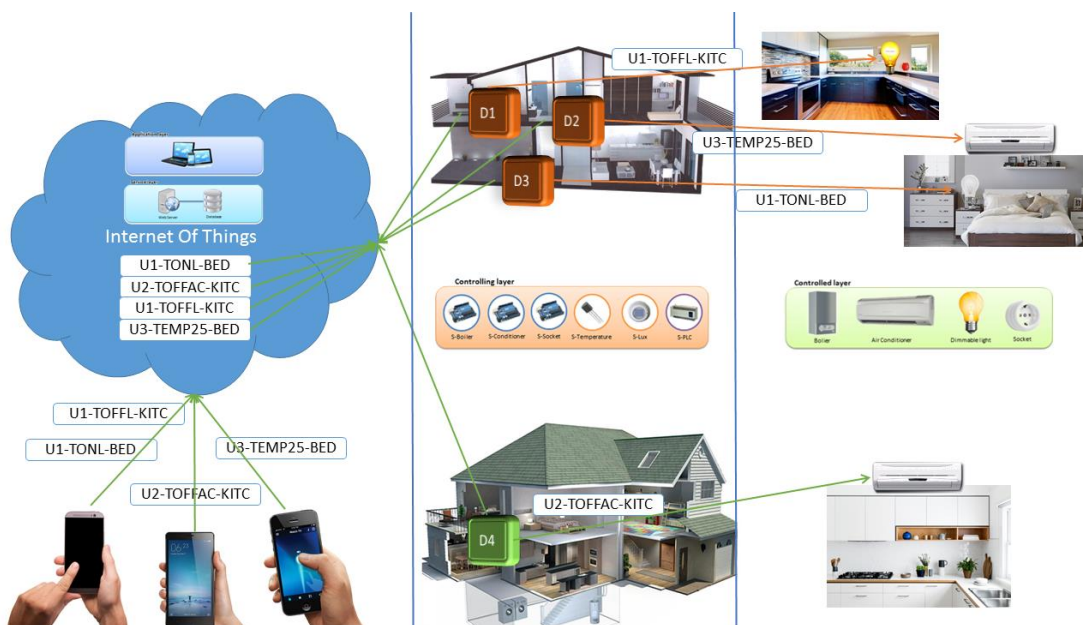 Application layer
Database
Internet Of Things
U1-TONL-BED
U2-TOFFAC-KITC
U1-TOFFL-KITC
U3-TEMP25-BED
U1-TOFFL-KITC
U1-TONL-BED
U3-TEMP25-BED
U2-TOFFAC-KITC
D1
D2
D3
U1-TOFFL-KITC
U3-TEMP25-BED
U1-TONL-BED
Controlling layer
S-Boiler
S-Conditioner
S-Socket
S-Temperature
S-Lux
S-PLC
Controlled layer
Boiler
Air Conditioner
Dimmable light
Socket
U2-TOFFAC-KITC
D4